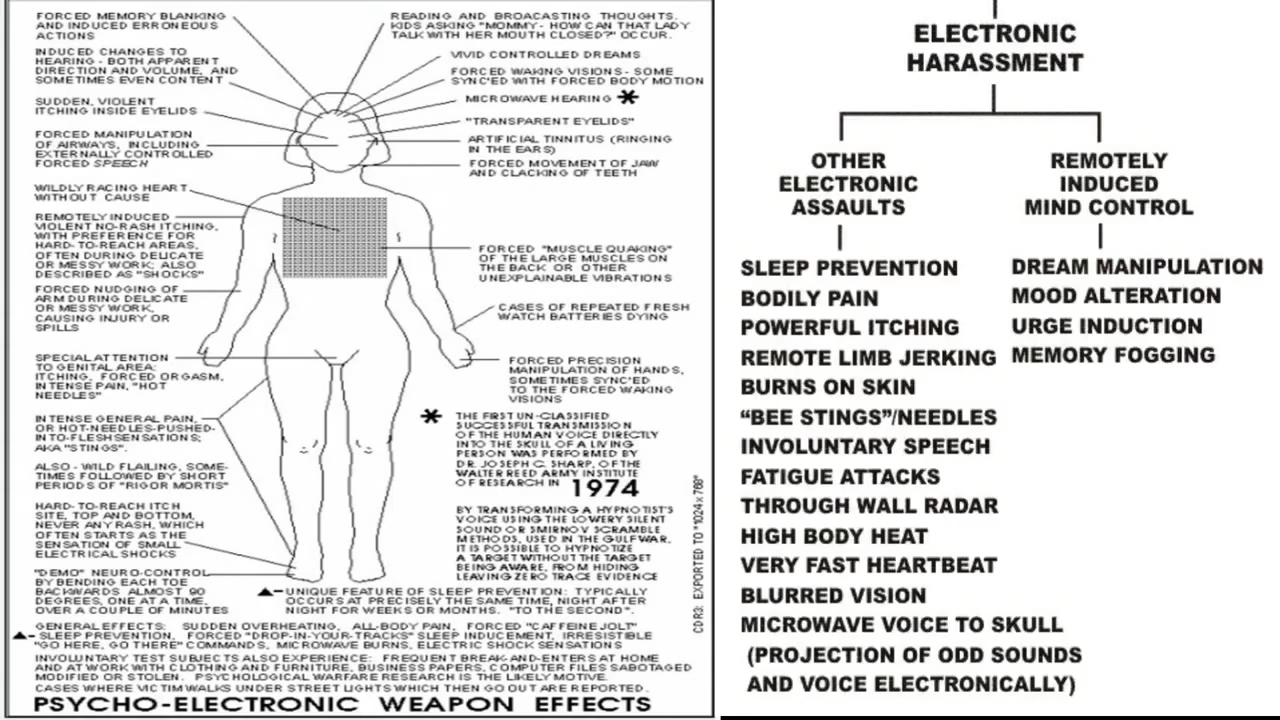 FORCED MEMORY BLANKING
AND INDUCED ERRONEOUS
ACTIONS
INDUCED CHANGES TO
HEARING - BOTH APPARENT
DIRECTION AND VOLUME, AND
SOMETIMES EVEN CONTENT
SUDDEN, VIOLENT
ITCHING INSIDE EYELIDS
FORCED MANIPULATION
OF AIRWAYS, INCLUDING
EXTERNALLY CONTROLLED
FORCED SPEECH
WILDLY RACING HEART
WITHOUT CAUSE
REMOTELY INDUCED
VIOLENT NO-RASH ITCHING,
WITH PREFERENCE FOR
HARD-TO-REACH AREAS,
OFTEN DURING DELICATE
OR MESSY WORK; ALSO
DESCRIBED AS "SHOCKS"
FORCED NUDGING OF
ARM DURING DELICATE
OR MESSY WORK,
CAUSING INJURY OR
SPILLS
SPECIAL ATTENTION
TO GENITAL AREA:
ITCHING, FORCED ORGASM,
INTENSE PAIN, "HOT
NEEDLES"
INTENSE GENERAL PAIN,
OR HOT-NEEDLES-PUSHED-
INTO-FLESH SENSATIONS;
AKA "STINGS".
ALSO - WILD FLAILING, SOME-
TIMES FOLLOWED BY SHORT
PERIODS OF "RIGOR MORTIS"
HARD-TO-REACH ITCH
SITE, TOP AND BOTTOM,
NEVER ANY RASH, WHICH
OFTEN STARTS AS THE
SENSATION OF SMALL
ELECTRICAL SHOCKS
"DEMO" NEURO-CONTROL
BY BENDING EACH TOE
BACKWARDS ALMOST 90
DEGREES, ONE AT A TIME,
OVER A COUPLE OF MINUTES
READING AND BROACASTING THOUGHTS.
KIDS ASKING "MOMMY - HOW CAN THAT LADY
TALK WITH HER MOUTH CLOSED?" OCCUR.
VIVID CONTROLLED DREAMS
FORCED WAKING VISIONS - SOME
SYNC'ED WITH FORCED BODY MOTION
MICROWAVE HEARING *
"TRANSPARENT EYELIDS"
ARTIFICIAL TINNITUS (RINGING
IN THE EARS)
FORCED MOVEMENT OF JAW
AND CLACKING OF TEETH
FORCED "MUSCLE QUAKING"
OF THE LARGE MUSCLES ON
THE BACK OR OTHER
UNEXPLAINABLE VIBRATIONS
CASES OF REPEATED FRESH
WATCH BATTERIES DYING
FORCED PRECISION
MANIPULATION OF HANDS,
SOMETIMES SYNC'ED
TO THE FORCED WAKING
VISIONS
* THE FIRST UN-CLASSIFIED
SUCCESSFUL TRANSMISSION
OF THE HUMAN VOICE DIRECTLY
INTO THE SKULL OF A LIVING
PERSON WAS PERFORMED BY
DR. JOSEPH C. SHARP, OF THE
WALTER REED ARMY INSTITUTE
OF RESEARCH IN 1974
BY TRANSFORMING A HYPNOTIST'S
VOICE USING THE LOWERY SILENT
SOUND OR SMIRNOV SCRAMBLE
METHODS, USED IN THE GULF WAR,
IT IS POSSIBLE TO HYPNOTIZE
A TARGET WITHOUT THE TARGET
BEING AWARE, FROM HIDING
LEAVING ZERO TRACE EVIDENCE
CDR3: EXPORTED TO "1024 x 768"
UNIQUE FEATURE OF SLEEP PREVENTION: TYPICALLY
OCCURS AT PRECISELY THE SAME TIME, NIGHT AFTER
NIGHT FOR WEEKS OR MONTHS. "TO THE SECOND".
GENERAL EFFECTS: SUDDEN OVERHEATING, ALL-BODY PAIN, FORCED "CAFFEINE JOLT"
SLEEP PREVENTION, FORCED "DROP-IN-YOUR-TRACKS" SLEEP INDUCEMENT, IRRESISTIBLE
"GO HERE, GO THERE" COMMANDS, MICROWAVE BURNS, ELECTRIC SHOCK SENSATIONS
INVOLUNTARY TEST SUBJECTS ALSO EXPERIENCE: FREQUENT BREAK-AND-ENTERS AT HOME
AND AT WORK WITH CLOTHING AND FURNITURE, BUSINESS PAPERS, COMPUTER FILES SABOTAGED
MODIFIED OR STOLEN. PSYCHOLOGICAL WARFARE RESEARCH IS THE LIKELY MOTIVE.
CASES WHERE VICTIM WALKS UNDER STREET LIGHTS WHICH THEN GO OUT ARE REPORTED.
PSYCHO-ELECTRONIC WEAPON EFFECTS
ELECTRONIC
HARASSMENT
OTHER
ELECTRONIC
ASSAULTS
SLEEP PREVENTION
BODILY PAIN
POWERFUL ITCHING
REMOTE LIMB JERKING
BURNS ON SKIN
"BEE STINGS"/NEEDLES
INVOLUNTARY SPEECH
FATIGUE ATTACKS
THROUGH WALL RADAR
HIGH BODY HEAT
VERY FAST HEARTBEAT
BLURRED VISION
MICROWAVE VOICE TO SKULL
(PROJECTION OF ODD SOUNDS
AND VOICE ELECTRONICALLY)
REMOTELY
INDUCED
MIND CONTROL
DREAM MANIPULATION
MOOD ALTERATION
URGE INDUCTION
MEMORY FOGGING